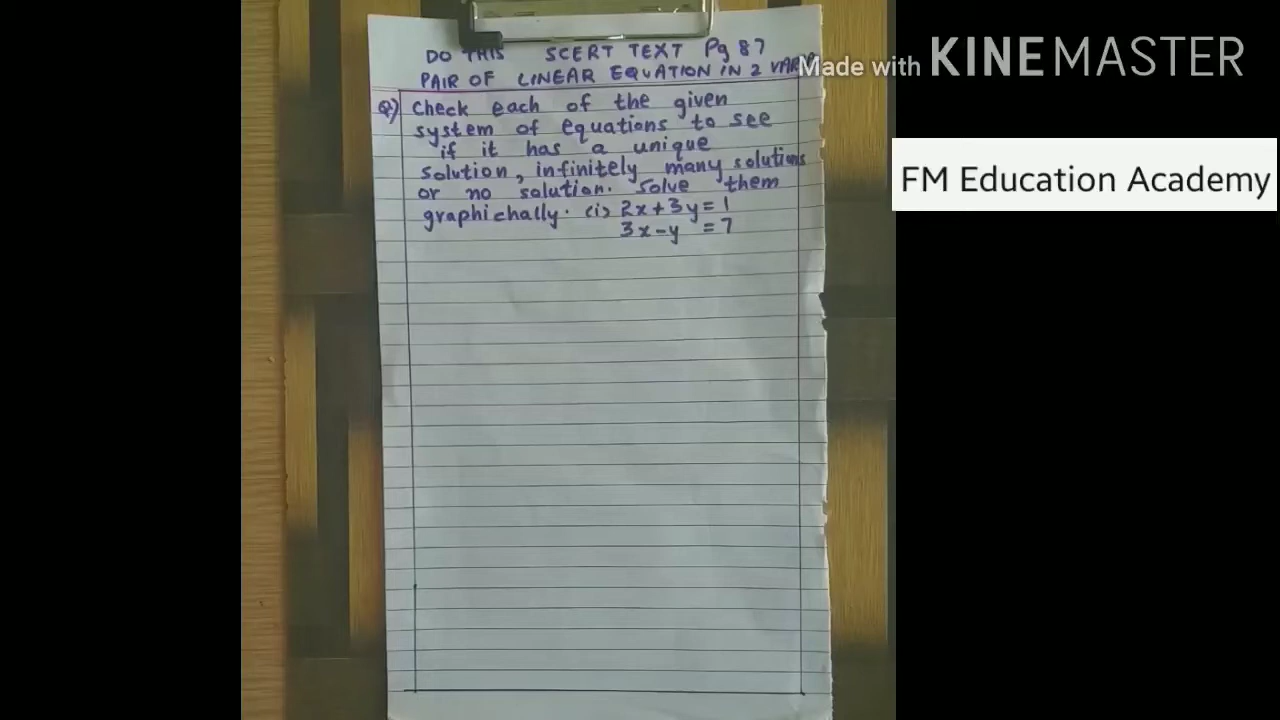 DO THIS SCERT TEXT Pg 87
PAIR OF LINEAR EQUATION IN 2 VAR
Made with KINEMASTER
FM Education Academy
Q) Check each of the given
system of equations to see
if it has a unique
solution, infinitely many solutions
or no solution. Solve them
graphichally. (i) 2x+3y=1
3x-y =7